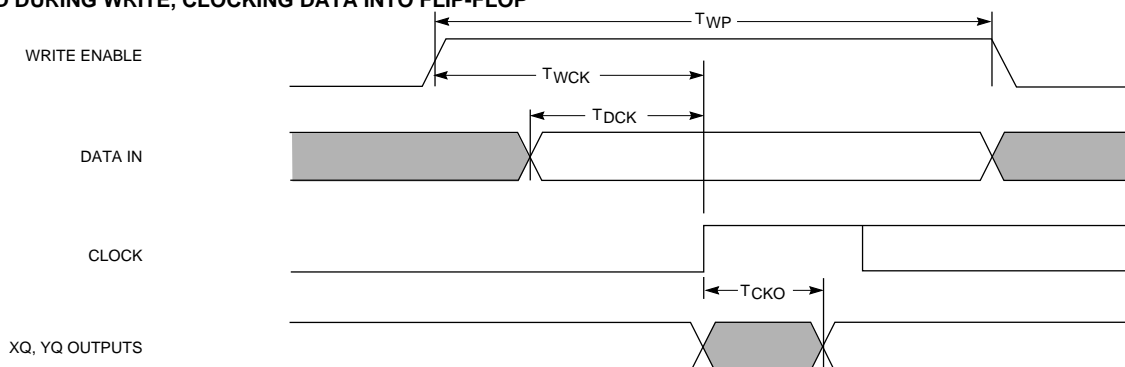 DURING WRITE, CLOCKING DATA INTO FLIP-FLOP
TWP
WRITE ENABLE
TWCK
TDCK
DATA IN
CLOCK
TCKO
XQ, YQ OUTPUTS